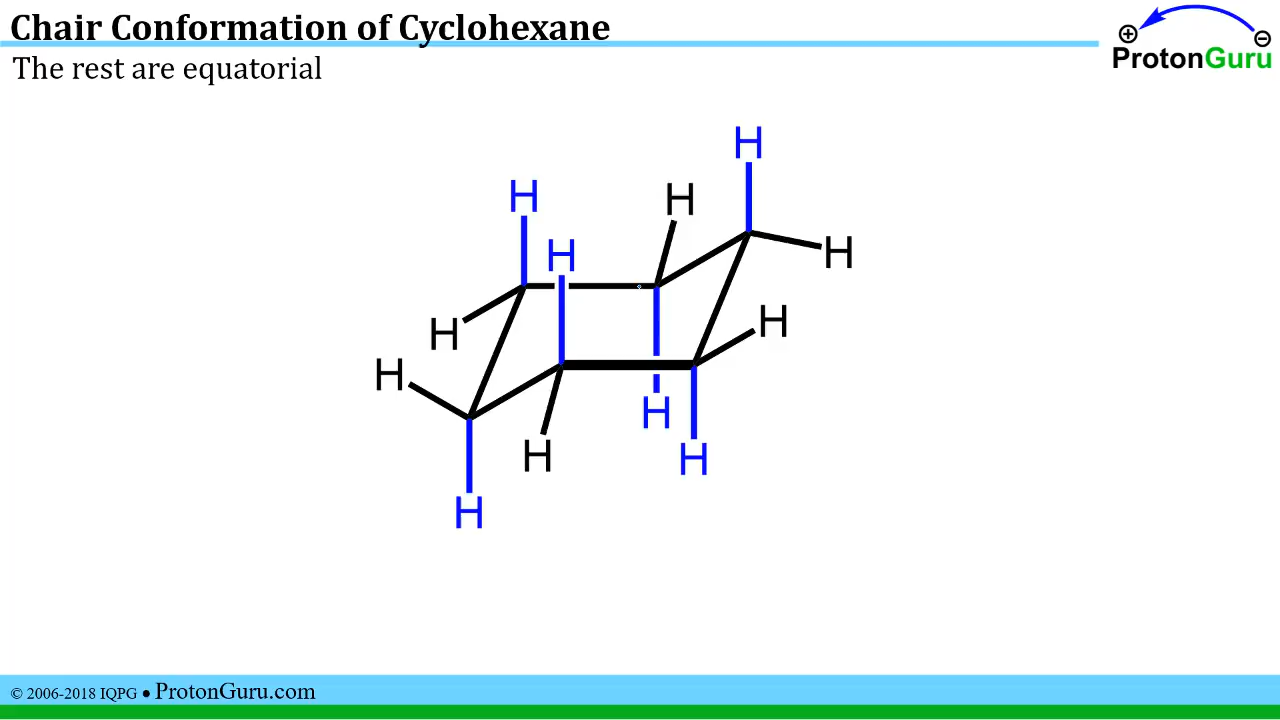 Chair Conformation of Cyclohexane
⊕ ⊖
ProtonGuru
The rest are equatorial
H
H
H
H
H
H
H
H
H
H
H
H
© 2006-2018 IQPG ● ProtonGuru.com